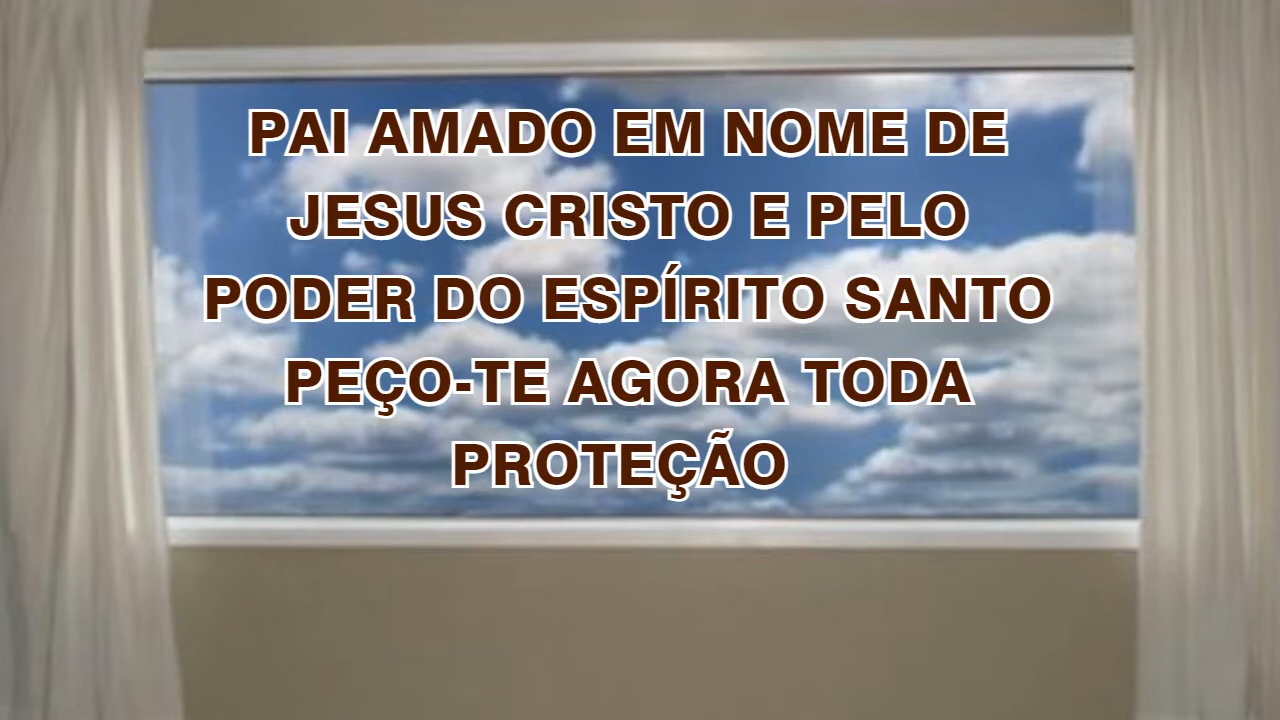 PAI AMADO EM NOME DE
JESUS CRISTO E PELO
PODER DO ESPÍRITO SANTO
PEÇO-TE AGORA TODA
PROTEÇÃO